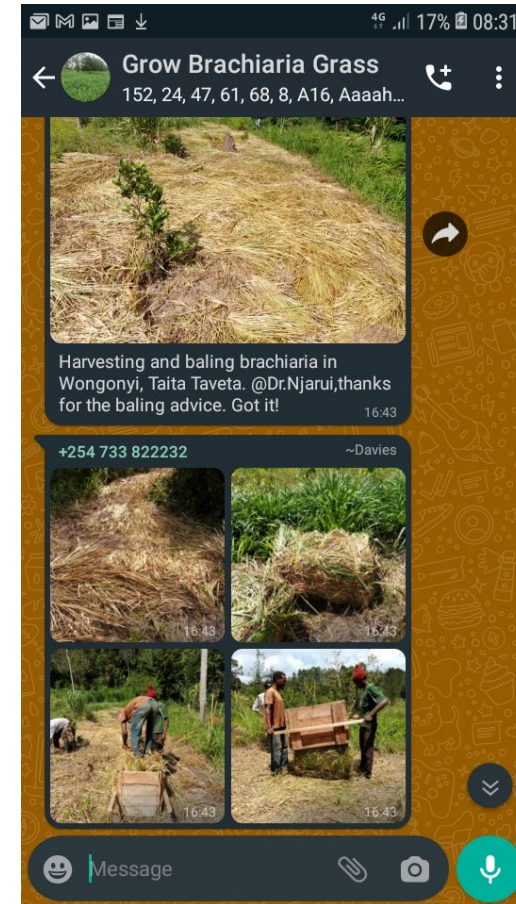 4G 17% 08:31
Grow Brachiaria Grass
152, 24, 47, 61, 68, 8, A16, Aaaah...
Harvesting and baling brachiaria in
Wongonyi, Taita Taveta. @Dr.Njarui,thanks
for the baling advice. Got it!
16:43
+254 733 822232 ~Davies
16:43 16:43
16:43 16:43
Message